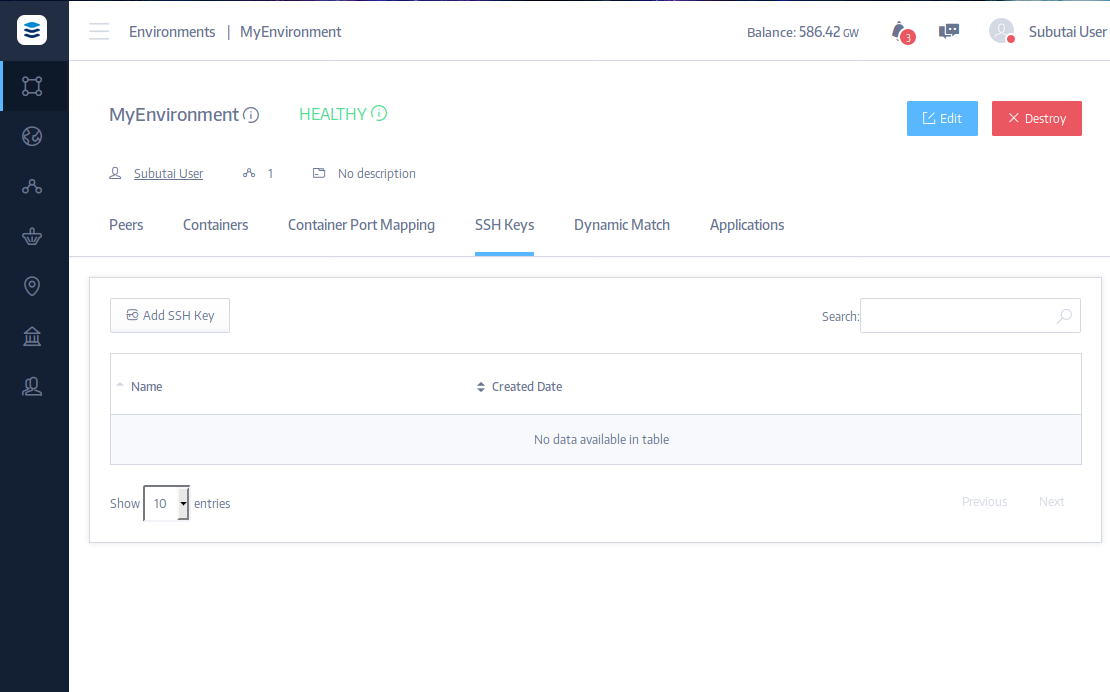 Environments | MyEnvironment
Balance: 586.42 GW
3
Subutai User
MyEnvironment
HEALTHY
Edit
Destroy
Subutai User
1
No description
Peers
Containers
Container Port Mapping
SSH Keys
Dynamic Match
Applications
Add SSH Key
Search:
Name
Created Date
No data available in table
Show 10 entries
Previous
Next